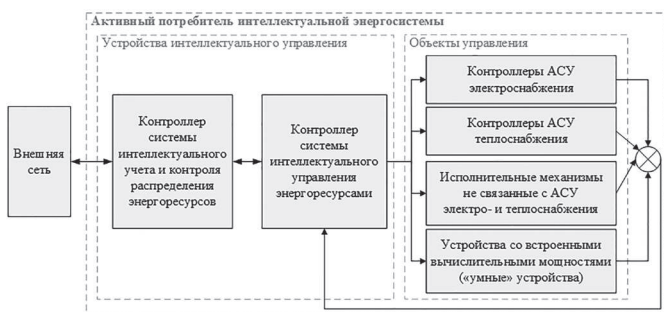 Активный потребитель интеллектуальной энергосистемы
Устройства интеллектуального управления
Объекты управления
Внешняя
сеть
Контроллер
системы
интеллектуального
учета и контроля
распределения
энергоресурсов
Контроллер
системы
интеллектуального
управления
энергоресурсами
Контроллеры АСУ
электроснабжения
Контроллеры АСУ
теплоснабжения
Исполнительные механизмы
не связанные с АСУ
электро- и теплоснабжения
Устройства со встроенными
вычислительными мощностями
(«умные» устройства)